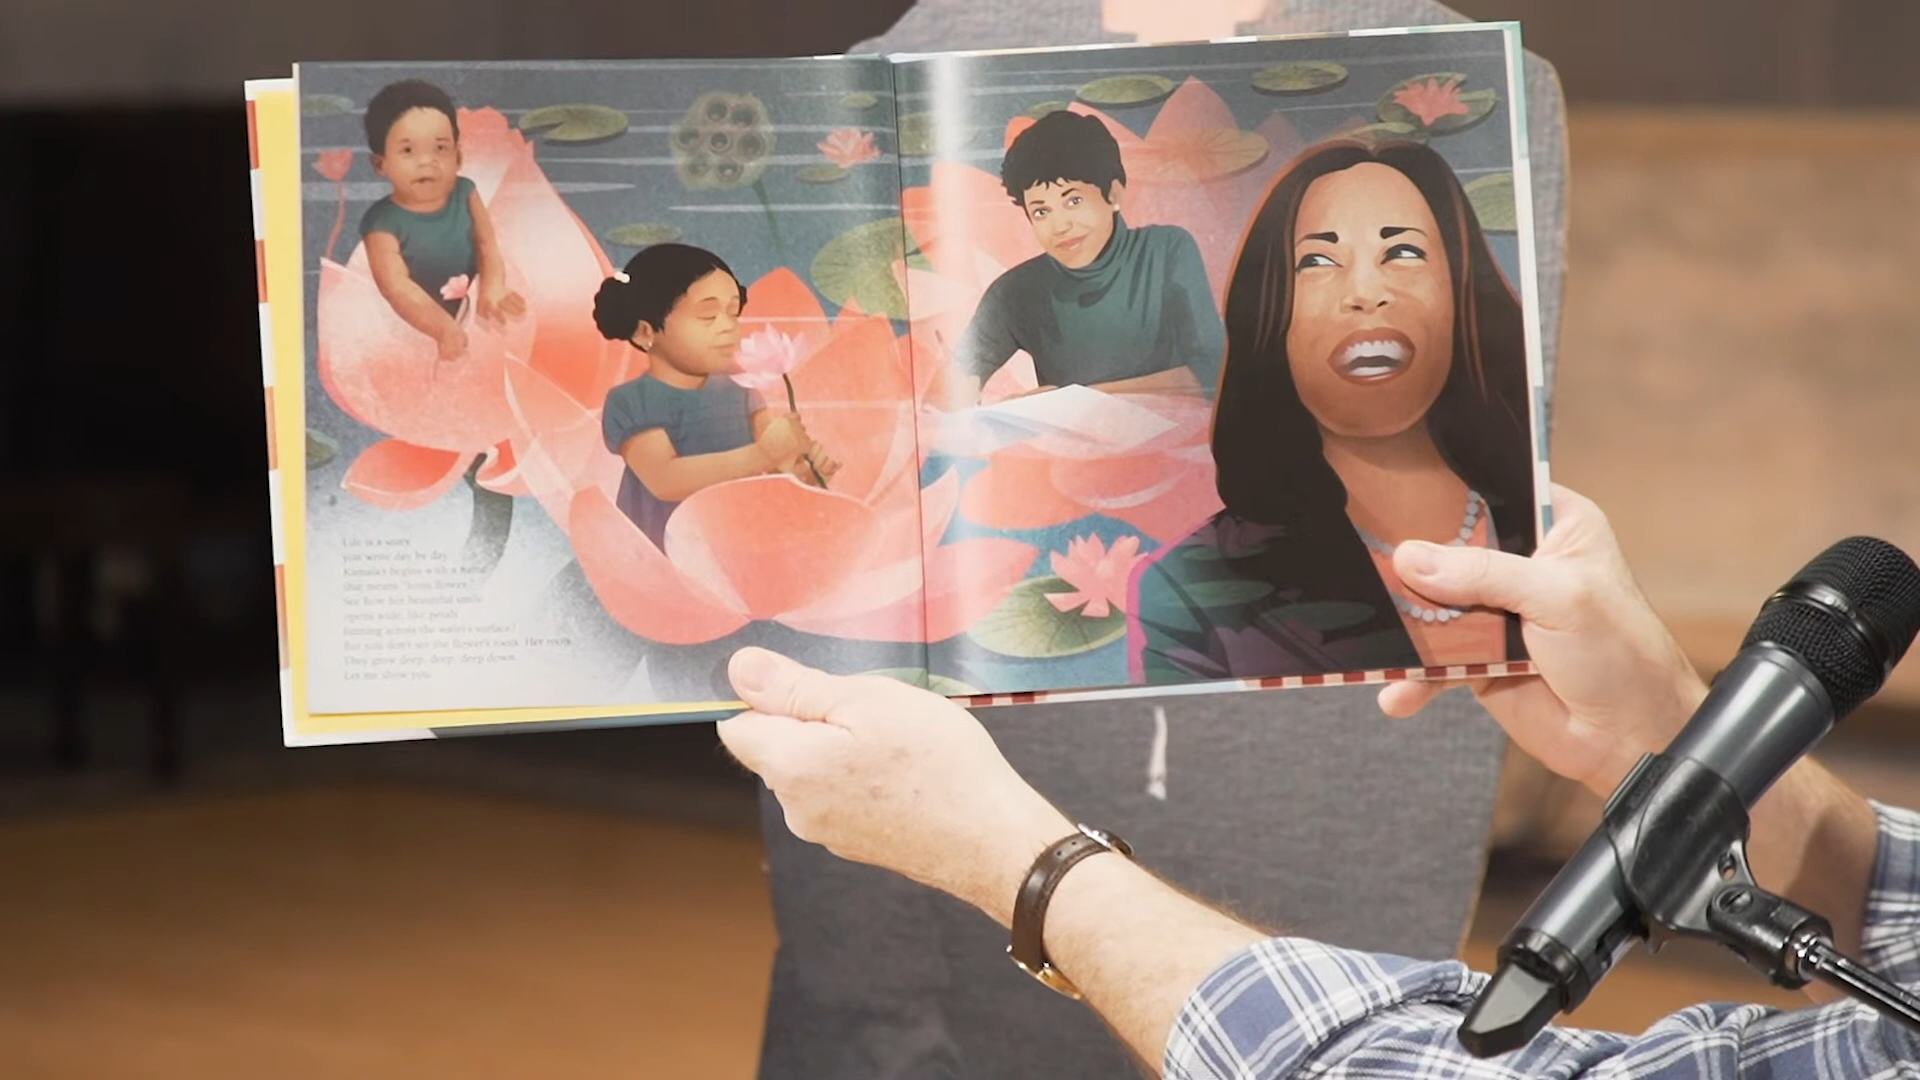 Life is a story
you write day by day.
Kamala's begins with a name
that means "lotus flower."
See how her beautiful smile
opens wide, like petals
fanning across the water's surface?
But you don't see the flower's roots. Her roots.
They grow deep, deep, deep down.
Let me show you.